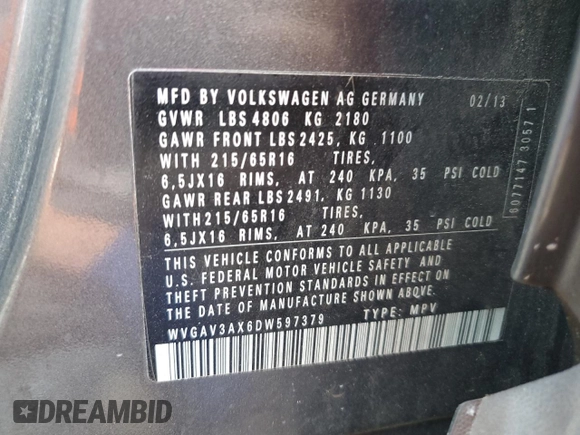 MFD BY VOLKSWAGEN AG GERMANY 02/13
GVWR LBS 4806 KG 2180
GAWR FRONT LBS 2425, KG 1100
WITH 215/65R16 TIRES,
6,5JX16 RIMS, AT 240 KPA, 35 PSI COLD
GAWR REAR LBS 2491, KG 1130
WITH 215/65R16 TIRES,
6,5JX16 RIMS, AT 240 KPA, 35 PSI COLD
THIS VEHICLE CONFORMS TO ALL APPLICABLE
U.S. FEDERAL MOTOR VEHICLE SAFETY AND
THEFT PREVENTION STANDARDS IN EFFECT ON
THE DATE OF MANUFACTURE SHOWN ABOVE.
WVGAV3AX6DW597379 TYPE: MPV
6077147 3057 1
DREAMBID